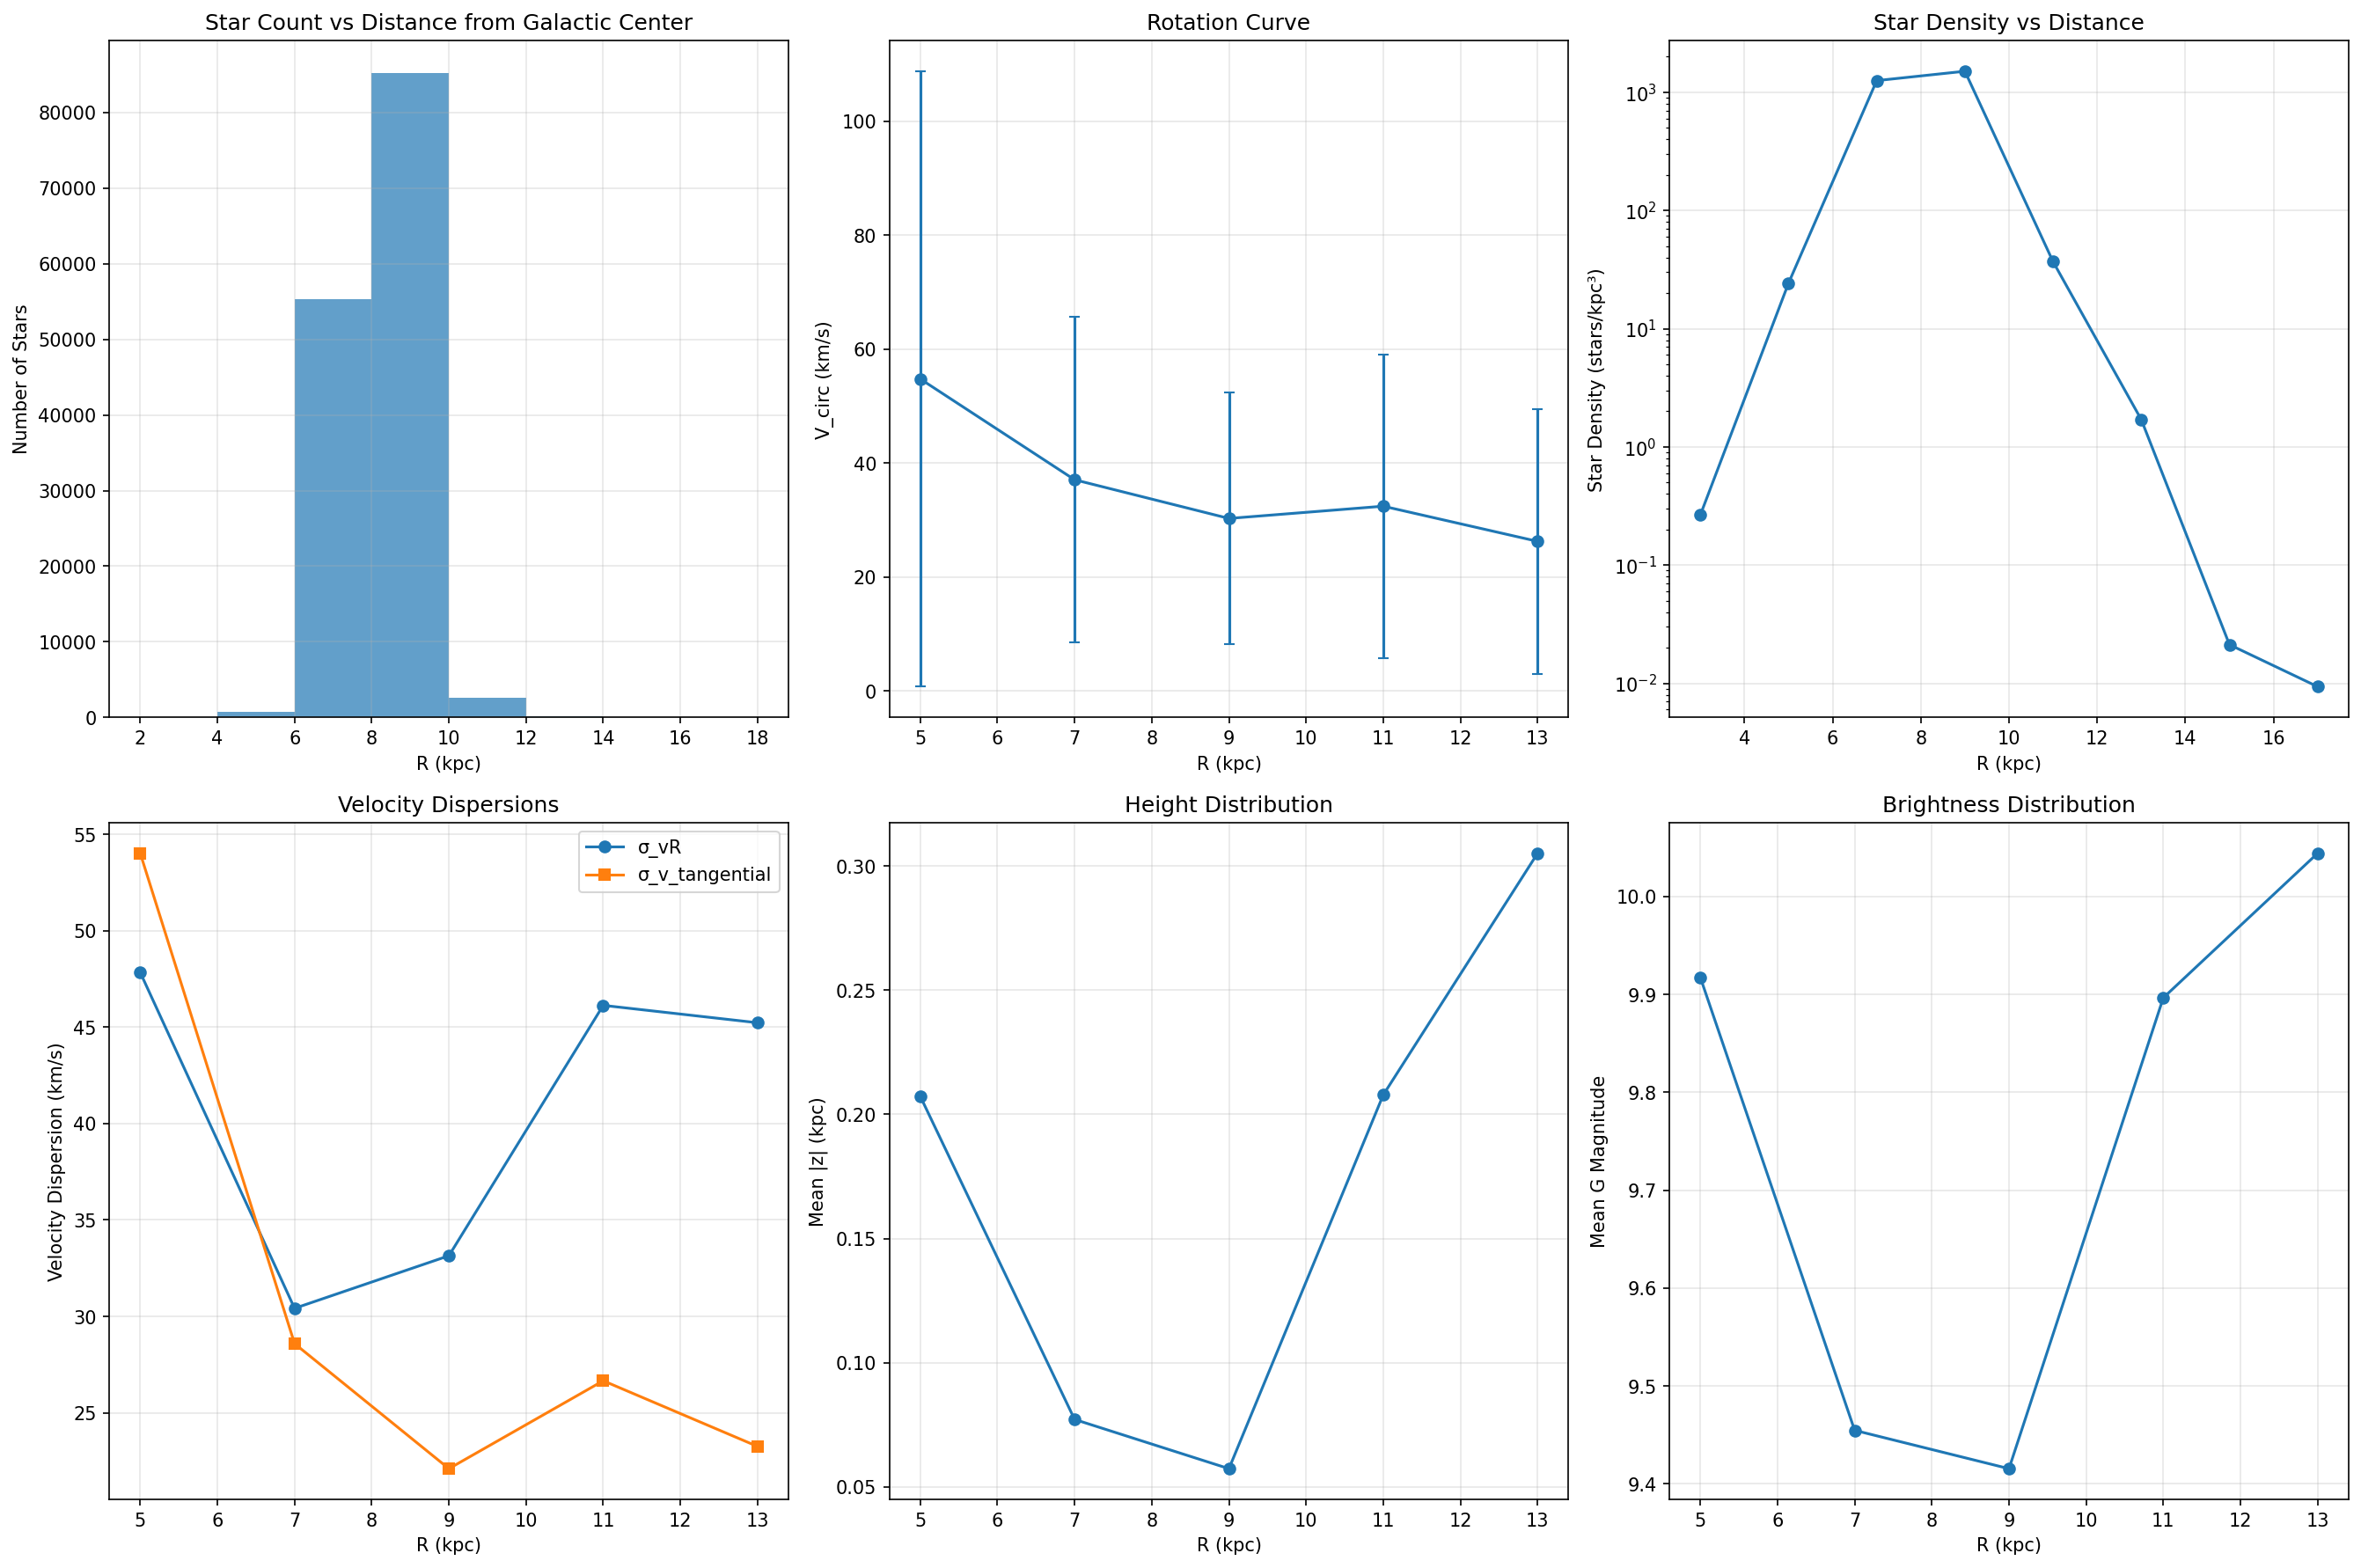 Star Count vs Distance from Galactic Center
Number of Stars
80000
70000
60000
50000
40000
30000
20000
10000
0
2 4 6 8 10 12 14 16 18
R (kpc)
Rotation Curve
V_circ (km/s)
100
80
60
40
20
0
5 6 7 8 9 10 11 12 13
R (kpc)
Star Density vs Distance
Star Density (stars/kpc³)
10³
10²
10¹
10⁰
10⁻¹
10⁻²
4 6 8 10 12 14 16
R (kpc)
Velocity Dispersions
σ_vR
σ_v_tangential
Velocity Dispersion (km/s)
55
50
45
40
35
30
25
5 6 7 8 9 10 11 12 13
R (kpc)
Height Distribution
Mean |z| (kpc)
0.30
0.25
0.20
0.15
0.10
0.05
5 6 7 8 9 10 11 12 13
R (kpc)
Brightness Distribution
Mean G Magnitude
10.0
9.9
9.8
9.7
9.6
9.5
9.4
5 6 7 8 9 10 11 12 13
R (kpc)